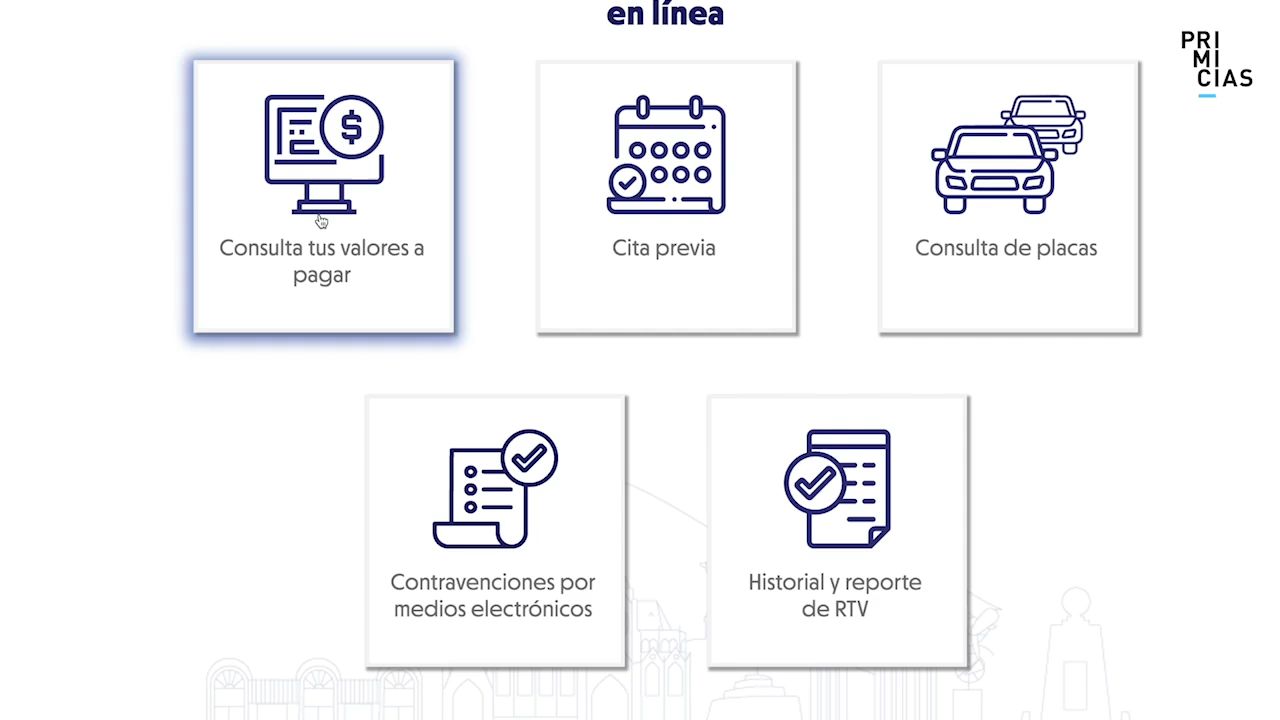 en línea
PRI
MI
CIAS
$
Consulta tus valores a
pagar
Cita previa
Consulta de placas
Contravenciones por
medios electrónicos
Historial y reporte
de RTV